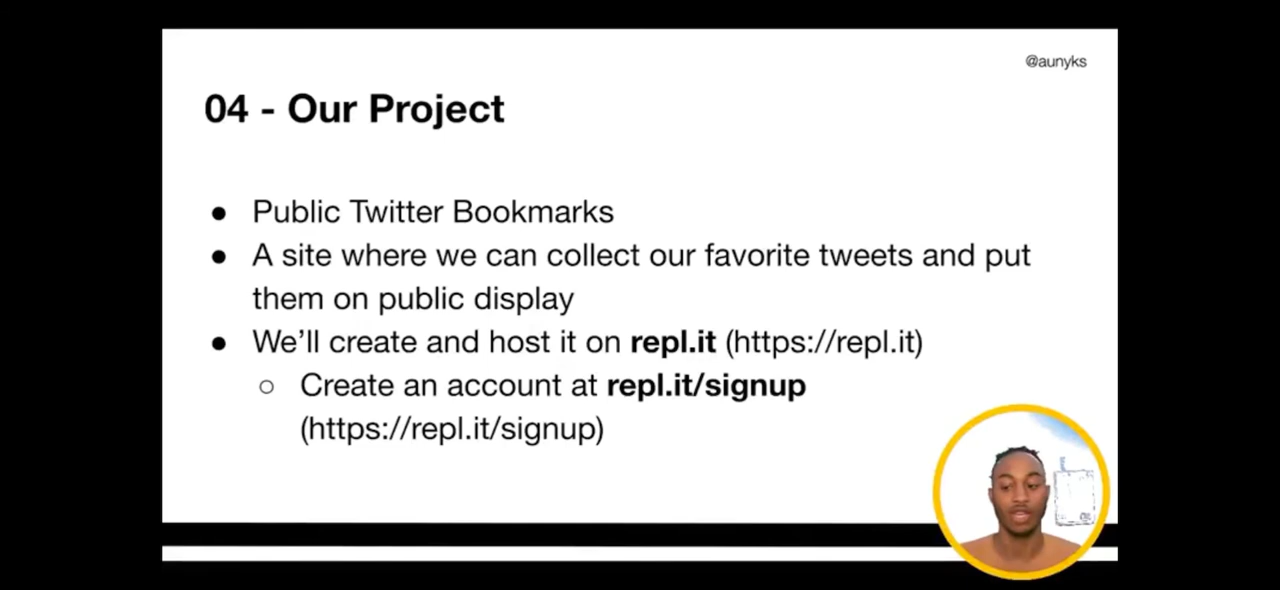 @aunyks
04 - Our Project
● Public Twitter Bookmarks
● A site where we can collect our favorite tweets and put
them on public display
● We’ll create and host it on repl.it (https://repl.it)
○ Create an account at repl.it/signup
(https://repl.it/signup)